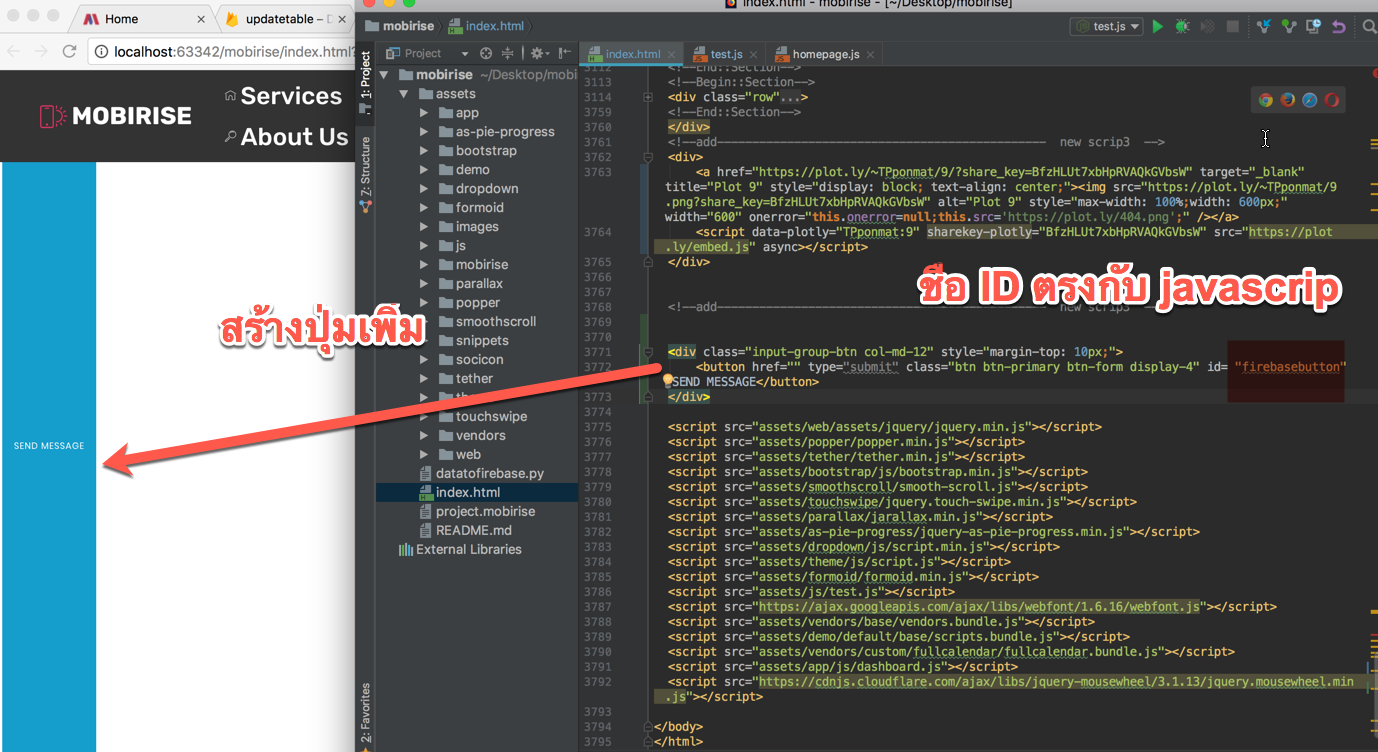 index.html - mobirise - [~/Desktop/mobirise]
Home
updatetable –
localhost:63342/mobirise/index.html?
MOBIRISE
Services
About Us
SEND MESSAGE
mobirise
index.html
test.js
Project
index.html
test.js
homepage.js
1: Project
Z: Structure
2: Favorites
mobirise ~/Desktop/mobi
assets
app
as-pie-progress
bootstrap
demo
dropdown
formoid
images
js
mobirise
parallax
popper
smoothscroll
snippets
socicon
tether
touchswipe
vendors
web
datatofirebase.py
index.html
project.mobirise
README.md
External Libraries
สร้างปุ่มเพิ่ม
ชื่อ ID ตรงกับ javascrip
3112 <!--End::Section-->
3113 <!--Begin::Section-->
3114 <div class="row"...>
3759 <!--End::Section-->
3760 </div>
3761 <!--add------------------------------------------- new scrip3 -->
3762 <div>
3763 <a href="https://plot.ly/~TPponmat/9/?share_key=BfzHLUt7xbHpRVAQkGVbsW" target="_blank"
title="Plot 9" style="display: block; text-align: center;"><img src="https://plot.ly/~TPponmat/9
.png?share_key=BfzHLUt7xbHpRVAQkGVbsW" alt="Plot 9" style="max-width: 100%;width: 600px;"
width="600" onerror="this.onerror=null;this.src='https://plot.ly/404.png';" /></a>
3764 <script data-plotly="TPponmat:9" sharekey-plotly="BfzHLUt7xbHpRVAQkGVbsW" src="https://plot
.ly/embed.js" async></script>
3765 </div>
3766
3767
3768 <!--add------------------------------------------- new scrip3 -->
3769
3770
3771 <div class="input-group-btn col-md-12" style="margin-top: 10px;">
3772 <button href="" type="submit" class="btn btn-primary btn-form display-4" id= "firebasebutton"
SEND MESSAGE</button>
3773 </div>
3774
3775 <script src="assets/web/assets/jquery/jquery.min.js"></script>
3776 <script src="assets/popper/popper.min.js"></script>
3777 <script src="assets/tether/tether.min.js"></script>
3778 <script src="assets/bootstrap/js/bootstrap.min.js"></script>
3779 <script src="assets/smoothscroll/smooth-scroll.js"></script>
3780 <script src="assets/touchswipe/jquery.touch-swipe.min.js"></script>
3781 <script src="assets/parallax/jarallax.min.js"></script>
3782 <script src="assets/as-pie-progress/jquery-as-pie-progress.min.js"></script>
3783 <script src="assets/dropdown/js/script.min.js"></script>
3784 <script src="assets/theme/js/script.js"></script>
3785 <script src="assets/formoid/formoid.min.js"></script>
3786 <script src="assets/js/test.js"></script>
3787 <script src="https://ajax.googleapis.com/ajax/libs/webfont/1.6.16/webfont.js"></script>
3788 <script src="assets/vendors/base/vendors.bundle.js"></script>
3789 <script src="assets/demo/default/base/scripts.bundle.js"></script>
3790 <script src="assets/vendors/custom/fullcalendar/fullcalendar.bundle.js"></script>
3791 <script src="assets/app/js/dashboard.js"></script>
3792 <script src="https://cdnjs.cloudflare.com/ajax/libs/jquery-mousewheel/3.1.13/jquery.mousewheel.min
.js"></script>
3793
3794 </body>
3795 </html>